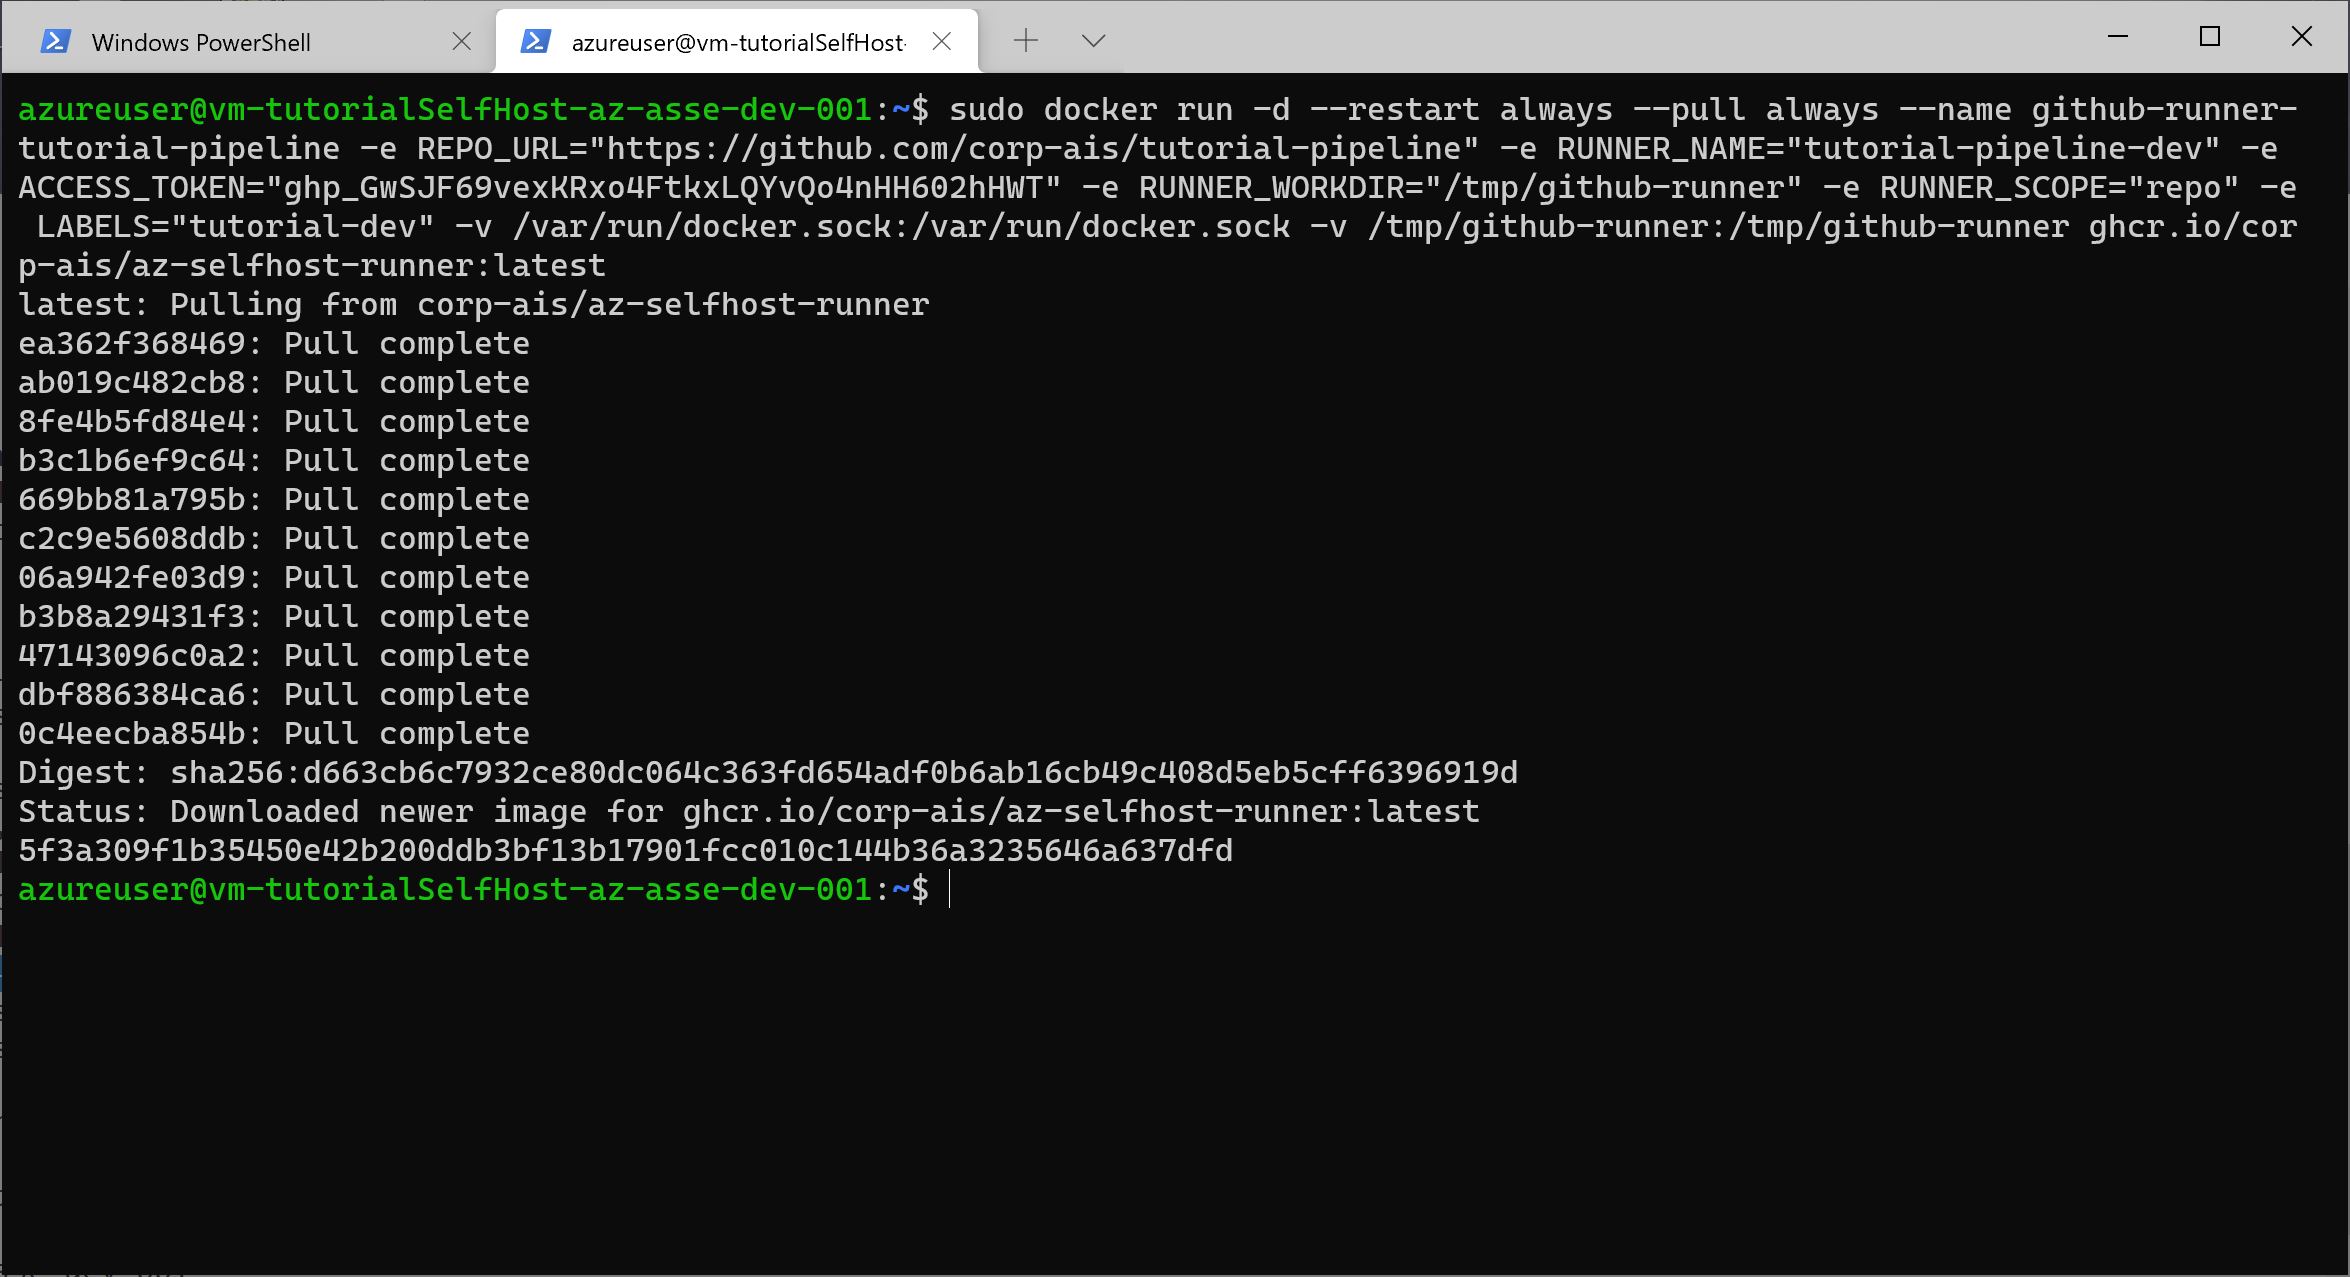 Windows PowerShell
azureuser@vm-tutorialSelfHost-
azureuser@vm-tutorialSelfHost-az-asse-dev-001:~$ sudo docker run -d --restart always --pull always --name github-runner-
tutorial-pipeline -e REPO_URL="https://github.com/corp-ais/tutorial-pipeline" -e RUNNER_NAME="tutorial-pipeline-dev" -e
ACCESS_TOKEN="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" -e RUNNER_WORKDIR="/tmp/github-runner" -e RUNNER_SCOPE="repo" -e
 LABELS="tutorial-dev" -v /var/run/docker.sock:/var/run/docker.sock -v /tmp/github-runner:/tmp/github-runner ghcr.io/cor
p-ais/az-selfhost-runner:latest
latest: Pulling from corp-ais/az-selfhost-runner
ea362f368469: Pull complete
ab019c482cb8: Pull complete
8fe4b5fd84e4: Pull complete
b3c1b6ef9c64: Pull complete
669bb81a795b: Pull complete
c2c9e5608ddb: Pull complete
06a942fe03d9: Pull complete
b3b8a29431f3: Pull complete
47143096c0a2: Pull complete
dbf886384ca6: Pull complete
0c4eecba854b: Pull complete
Digest: sha256:d663cb6c7932ce80dc064c363fd654adf0b6ab16cb49c408d5eb5cff6396919d
Status: Downloaded newer image for ghcr.io/corp-ais/az-selfhost-runner:latest
5f3a309f1b35450e42b200ddb3bf13b17901fcc010c144b36a3235646a637dfd
azureuser@vm-tutorialSelfHost-az-asse-dev-001:~$